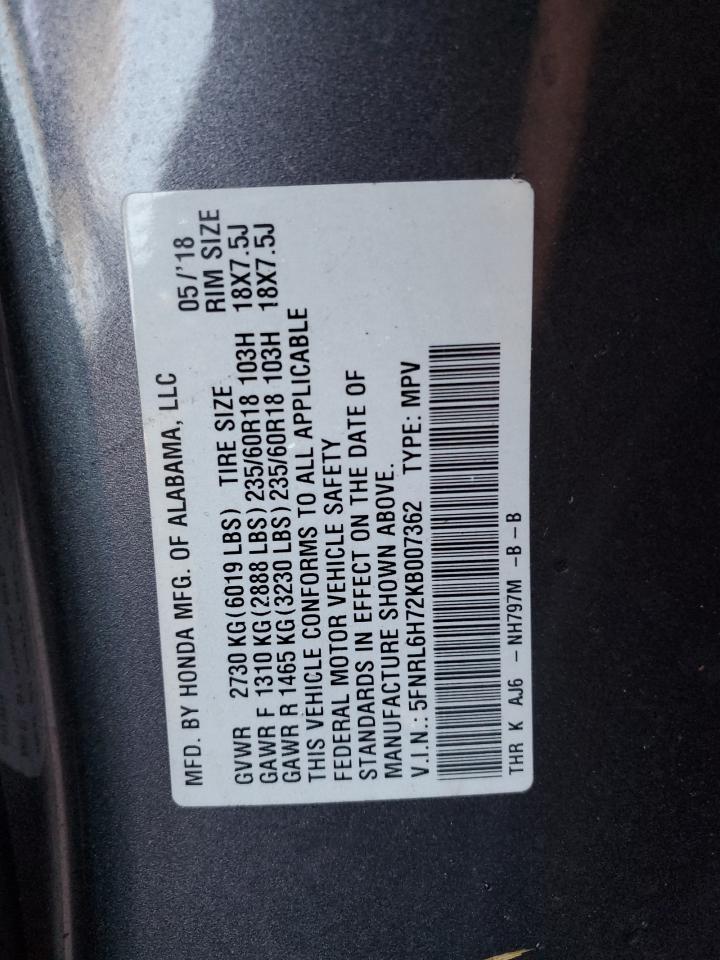 MFD. BY HONDA MFG. OF ALABAMA, LLC 05/'18
TIRE SIZE RIM SIZE
GVWR 2730 KG (6019 LBS)
GAWR F 1310 KG (2888 LBS) 235/60R18 103H 18X7.5J
GAWR R 1465 KG (3230 LBS) 235/60R18 103H 18X7.5J
THIS VEHICLE CONFORMS TO ALL APPLICABLE
FEDERAL MOTOR VEHICLE SAFETY
STANDARDS IN EFFECT ON THE DATE OF
MANUFACTURE SHOWN ABOVE.
V.I.N.: 5FNRL6H72KB007362 TYPE: MPV
THR K AJ6 - NH797M -B-B